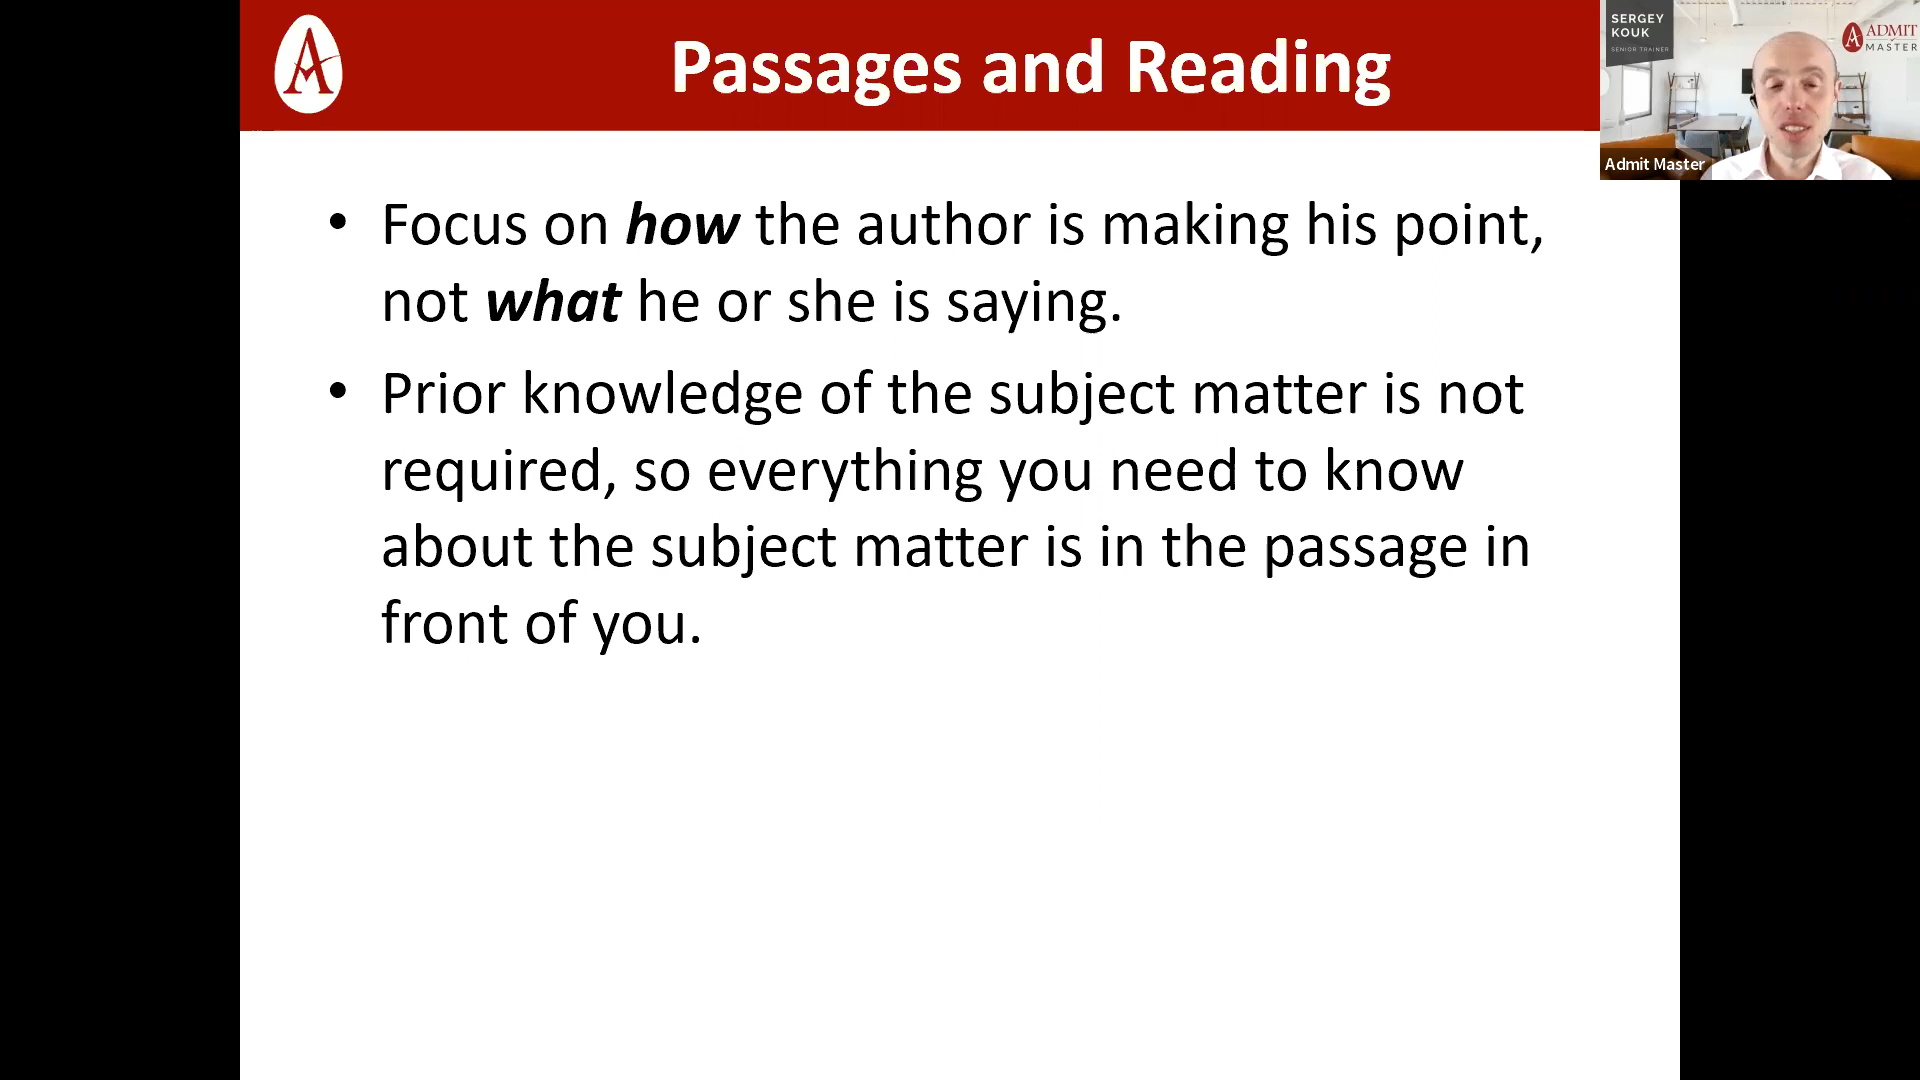 Passages and Reading
SERGEY
KOUK
SENIOR TRAINER
ADMIT
MASTER
Admit Master
• Focus on how the author is making his point,
not what he or she is saying.
• Prior knowledge of the subject matter is not
required, so everything you need to know
about the subject matter is in the passage in
front of you.